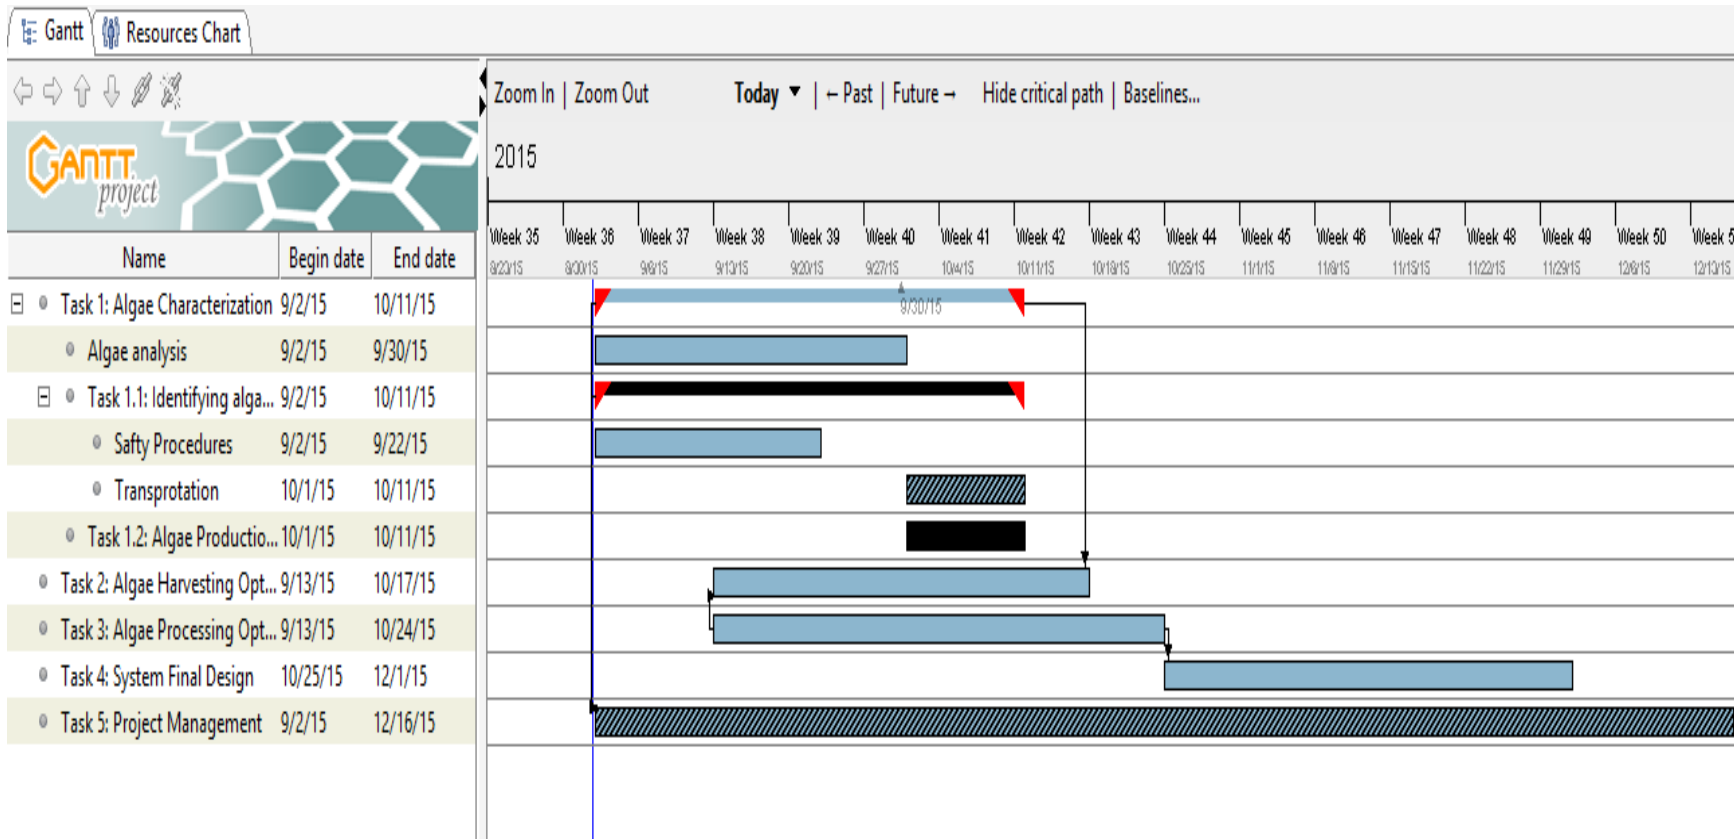 Gantt Resources Chart
Zoom In | Zoom Out Today ▼ | ← Past | Future → Hide critical path | Baselines...
GANTT
project
2015
Week 35 Week 36 Week 37 Week 38 Week 39 Week 40 Week 41 Week 42 Week 43 Week 44 Week 45 Week 46 Week 47 Week 48 Week 49 Week 50 Week 5
Name Begin date End date
8/23/15 8/30/15 9/6/15 9/13/15 9/20/15 9/27/15 10/4/15 10/11/15 10/18/15 10/25/15 11/1/15 11/8/15 11/15/15 11/22/15 11/29/15 12/6/15 12/13/15
Task 1: Algae Characterization 9/2/15 10/11/15
9/30/15
Algae analysis 9/2/15 9/30/15
Task 1.1: Identifying alga... 9/2/15 10/11/15
Safty Procedures 9/2/15 9/22/15
Transprotation 10/1/15 10/11/15
Task 1.2: Algae Productio... 10/1/15 10/11/15
Task 2: Algae Harvesting Opt... 9/13/15 10/17/15
Task 3: Algae Processing Opt... 9/13/15 10/24/15
Task 4: System Final Design 10/25/15 12/1/15
Task 5: Project Management 9/2/15 12/16/15